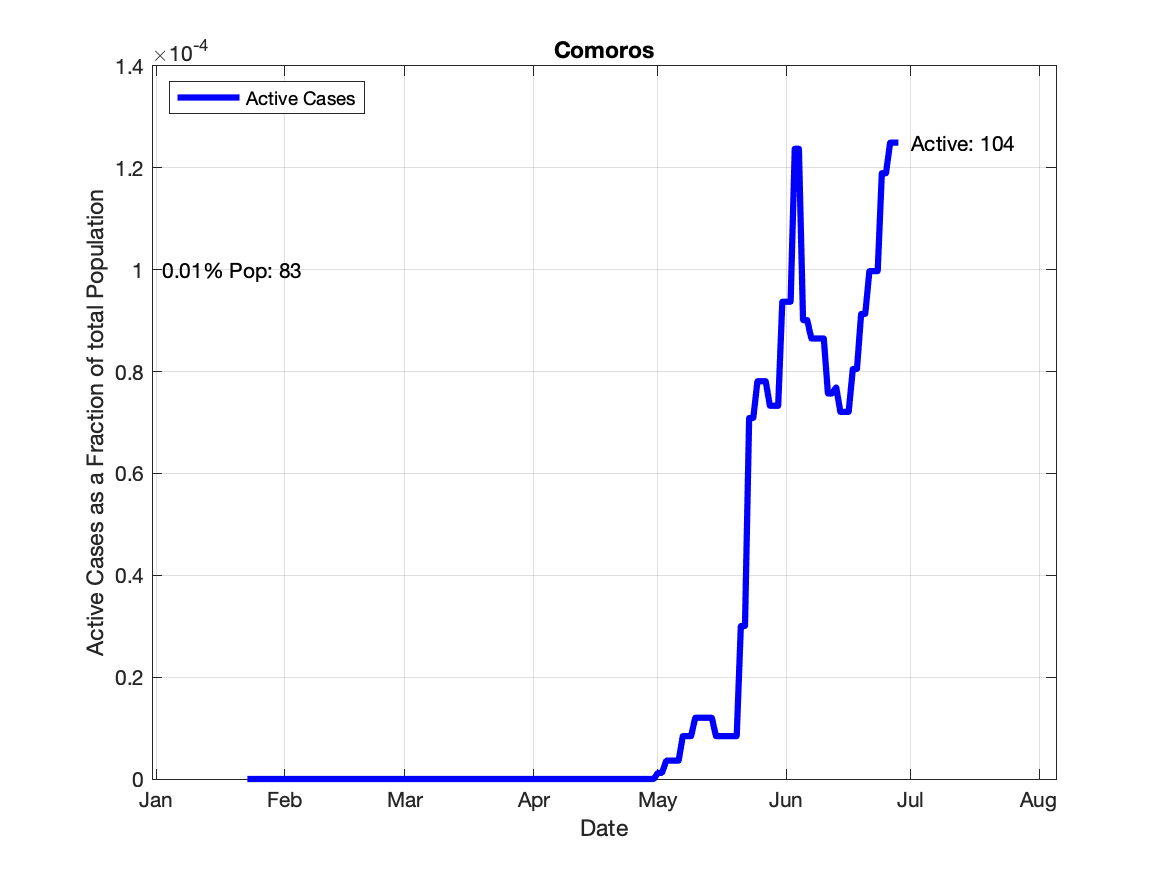 Comoros
×10-4
1.4
1.2
1
0.8
0.6
0.4
0.2
0
Active Cases as a Fraction of total Population
Active Cases
Active: 104
0.01% Pop: 83
Jan Feb Mar Apr May Jun Jul Aug
Date